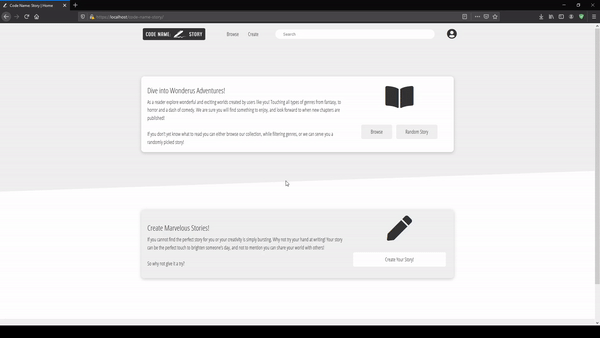 Code Name: Story | Home
https://localhost/code-name-story/
CODE NAME STORY
Browse
Create
Search
Dive into Wonderus Adventures!
As a reader explore wonderful and exciting worlds created by users like you! Touching all types of genres from fantasy, to
horror and a dash of comedy. We are sure you will find something to enjoy, and look forward to when new chapters are
published!
If you don't yet know what to read you can either browse our collection, while filtering genres, or we can serve you a
randomly picked story!
Browse
Random Story
Create Marvelous Stories!
If you cannot find the perfect story for you or your creativity is simply bursting. Why not try your hand at writing! Your story
can be the perfect touch to brighten someone's day, and not to mention you can share your world with others!
So why not give it a try?
Create Your Story!